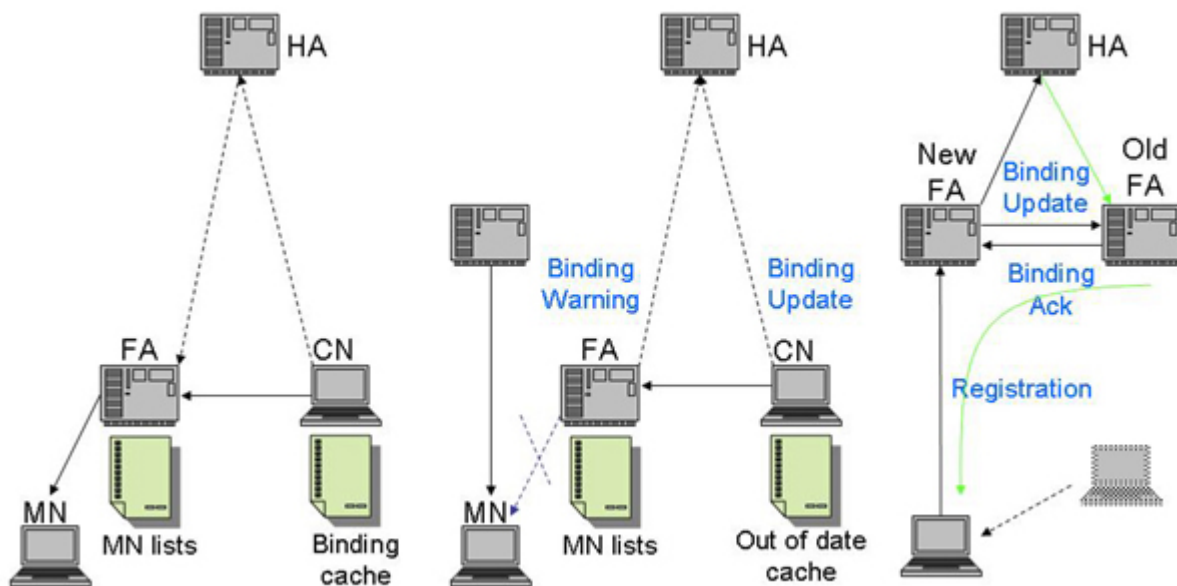 HA
FA
CN
MN
MN lists
Binding
cache
HA
Binding
Warning
Binding
Update
FA
CN
MN
MN lists
Out of date
cache
HA
New
FA
Old
FA
Binding
Update
Binding
Ack
Registration